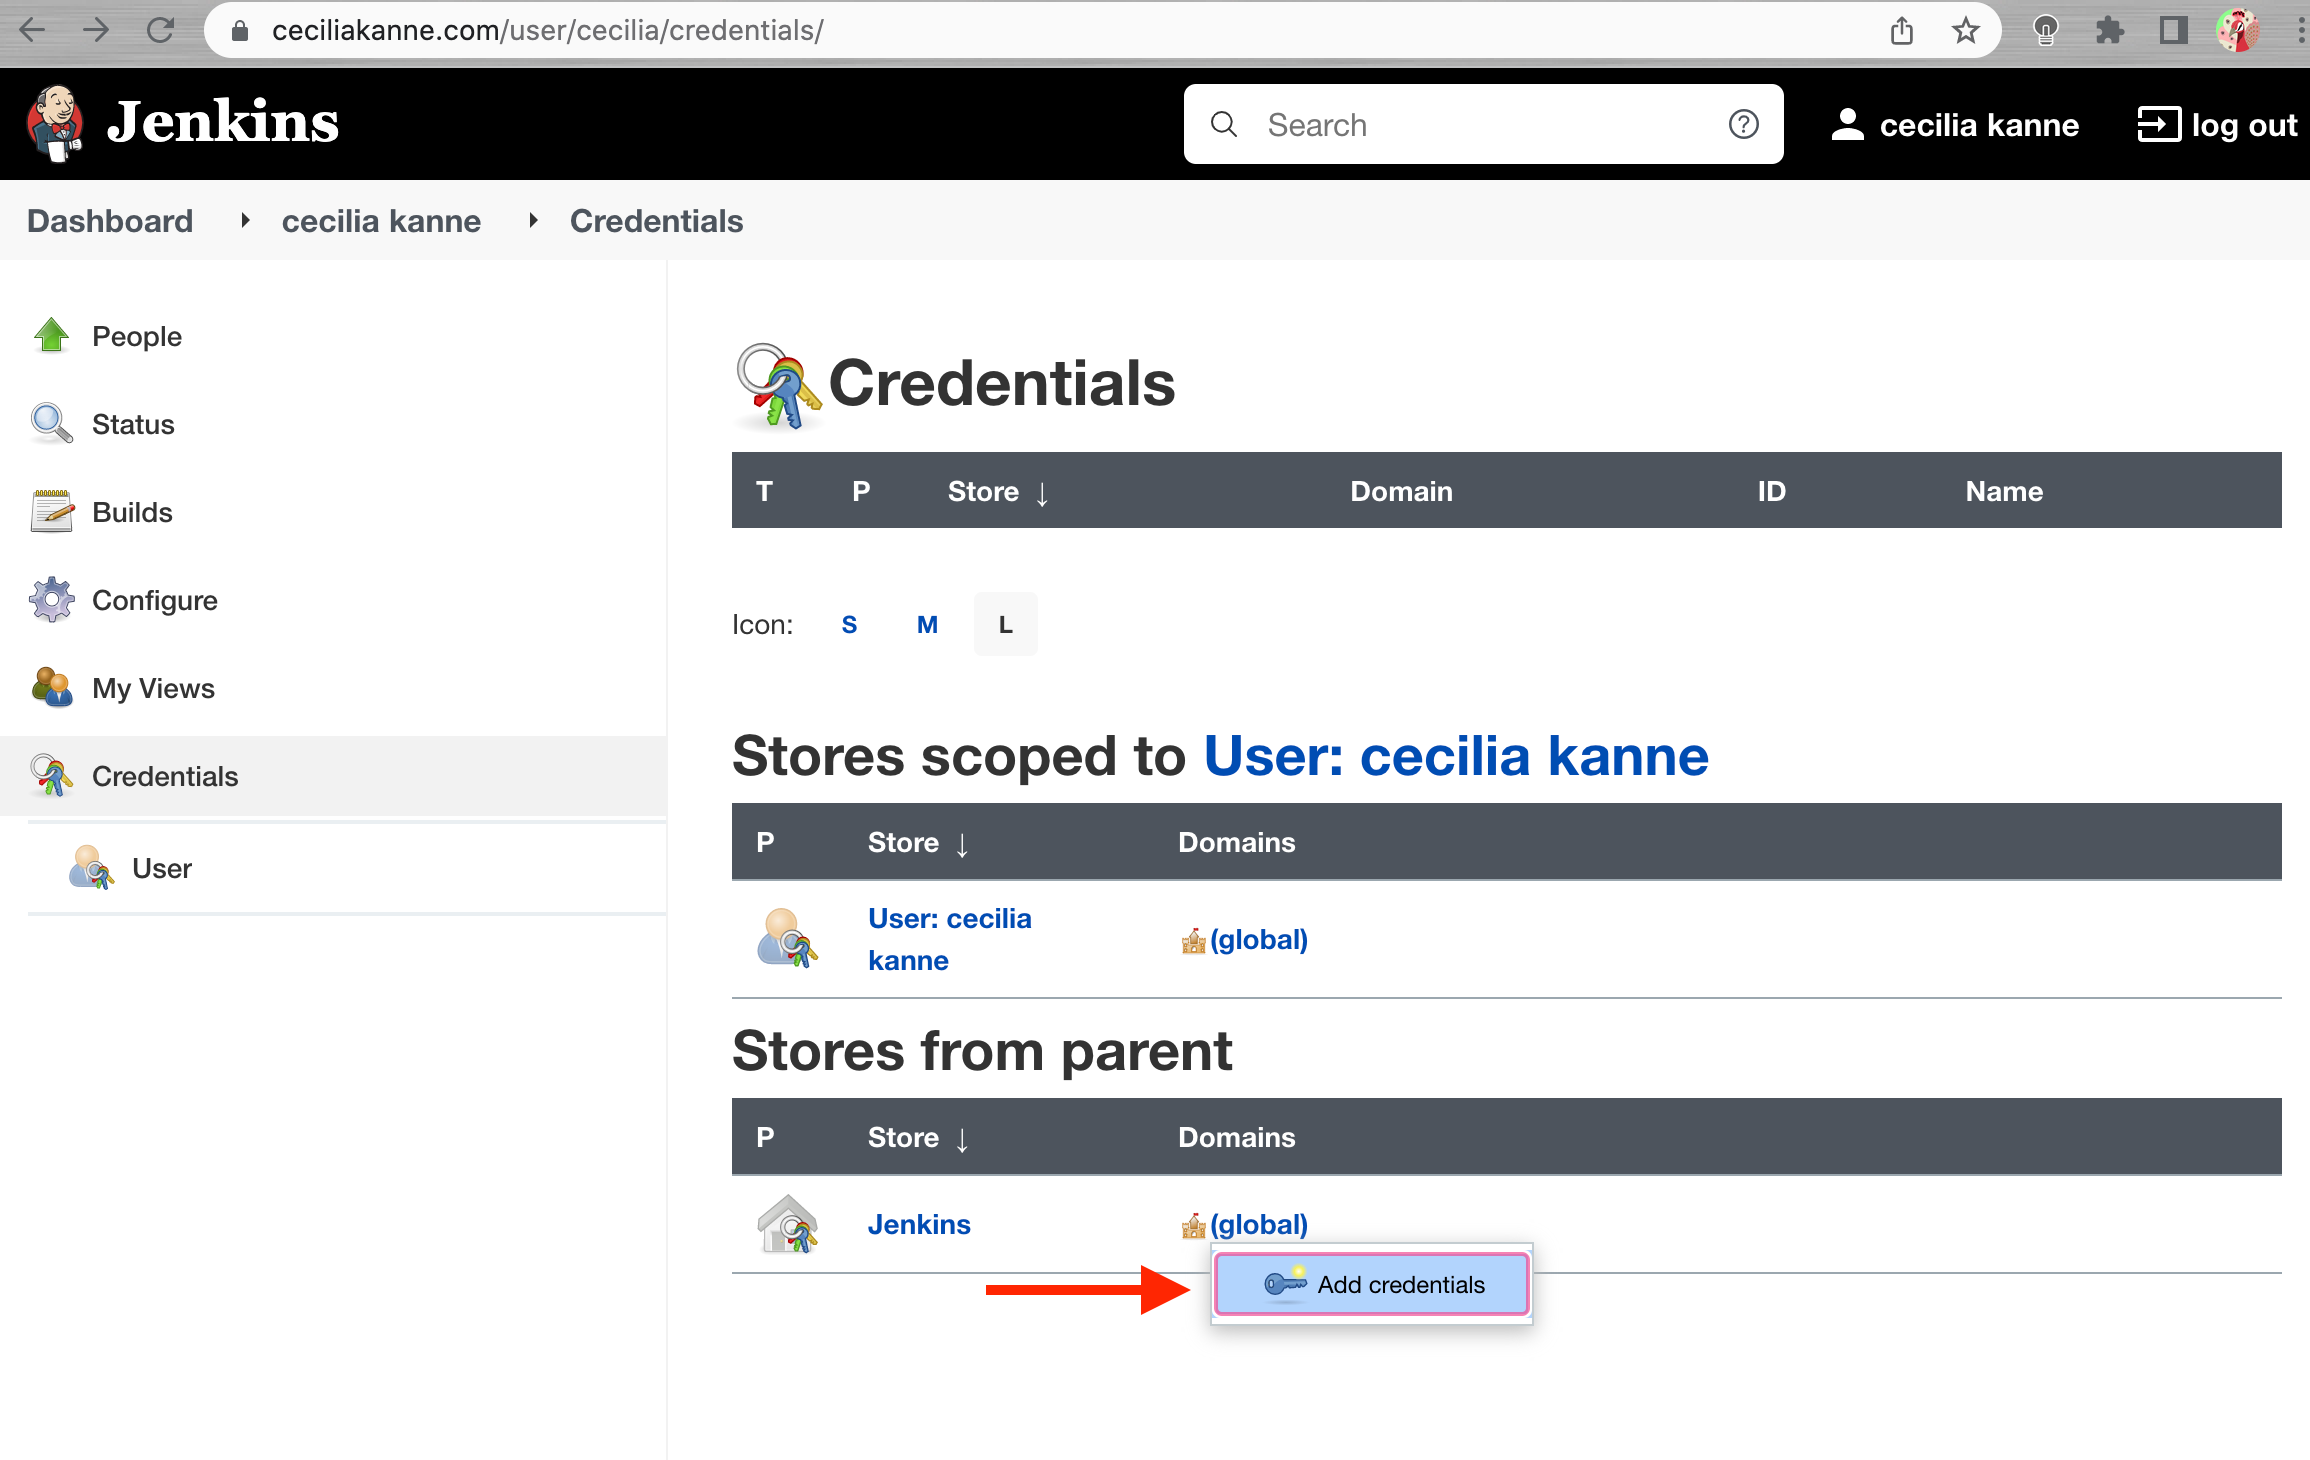 ceciliakanne.com/user/cecilia/credentials/
Jenkins
Search
cecilia kanne
log out
Dashboard
cecilia kanne
Credentials
People
Status
Builds
Configure
My Views
Credentials
User
Credentials
T P Store ↓ Domain ID Name
Icon: S M L
Stores scoped to User: cecilia kanne
P Store ↓ Domains
User: cecilia
kanne
(global)
Stores from parent
P Store ↓ Domains
Jenkins (global)
Add credentials